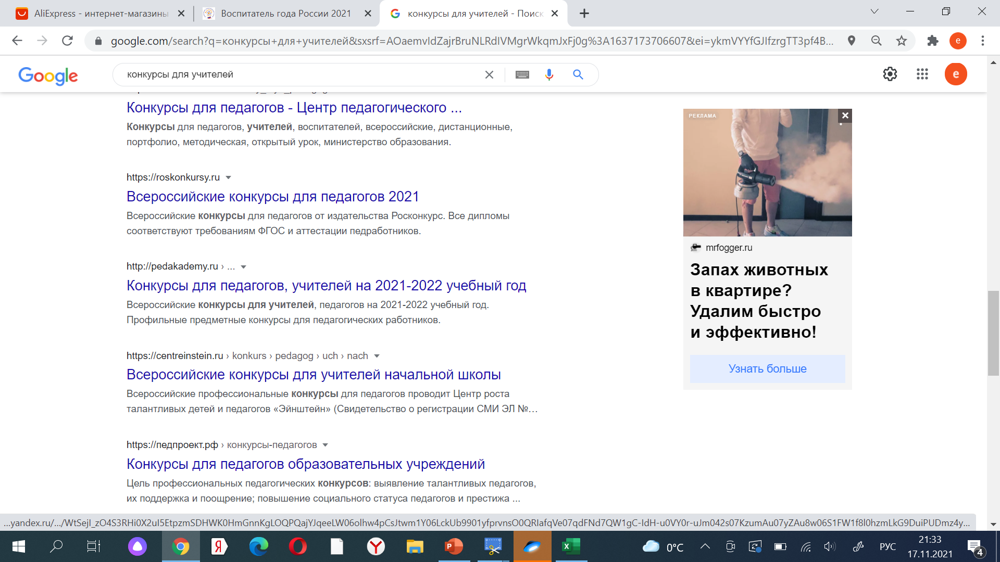 AliExpress - интернет-магазины
Воспитатель года России 2021
конкурсы для учителей - Поиск
google.com/search?q=конкурсы+для+учителей&sxsrf=AOaemvIdZajrBruNLRdIVMgrWkqmJxFj0g%3A1637173706607&ei=ykmVYYfGJIfzrgTT3pf4B...
e
Google
конкурсы для учителей
e
Конкурсы для педагогов - Центр педагогического ...
Конкурсы для педагогов, учителей, воспитателей, всероссийские, дистанционные,
портфолио, методическая, открытый урок, министерство образования.
https://roskonkursy.ru
Всероссийские конкурсы для педагогов 2021
Всероссийские конкурсы для педагогов от издательства Росконкурс. Все дипломы
соответствуют требованиям ФГОС и аттестации педработников.
http://pedakademy.ru › ...
Конкурсы для педагогов, учителей на 2021-2022 учебный год
Всероссийские конкурсы для учителей, педагогов на 2021-2022 учебный год.
Профильные предметные конкурсы для педагогических работников.
https://centreinstein.ru › konkurs › pedagog › uch › nach
Всероссийские конкурсы для учителей начальной школы
Всероссийские профессиональные конкурсы для педагогов проводит Центр роста
талантливых детей и педагогов «Эйнштейн» (Свидетельство о регистрации СМИ ЭЛ №…
https://педпроект.рф › конкурсы-педагогов
Конкурсы для педагогов образовательных учреждений
Цель профессиональных педагогических конкурсов: выявление талантливых педагогов,
их поддержка и поощрение; повышение социального статуса педагогов и престижа ...
РЕКЛАМА
mrfogger.ru
Запах животных
в квартире?
Удалим быстро
и эффективно!
Узнать больше
0°C
РУС
21:33
17.11.2021
4